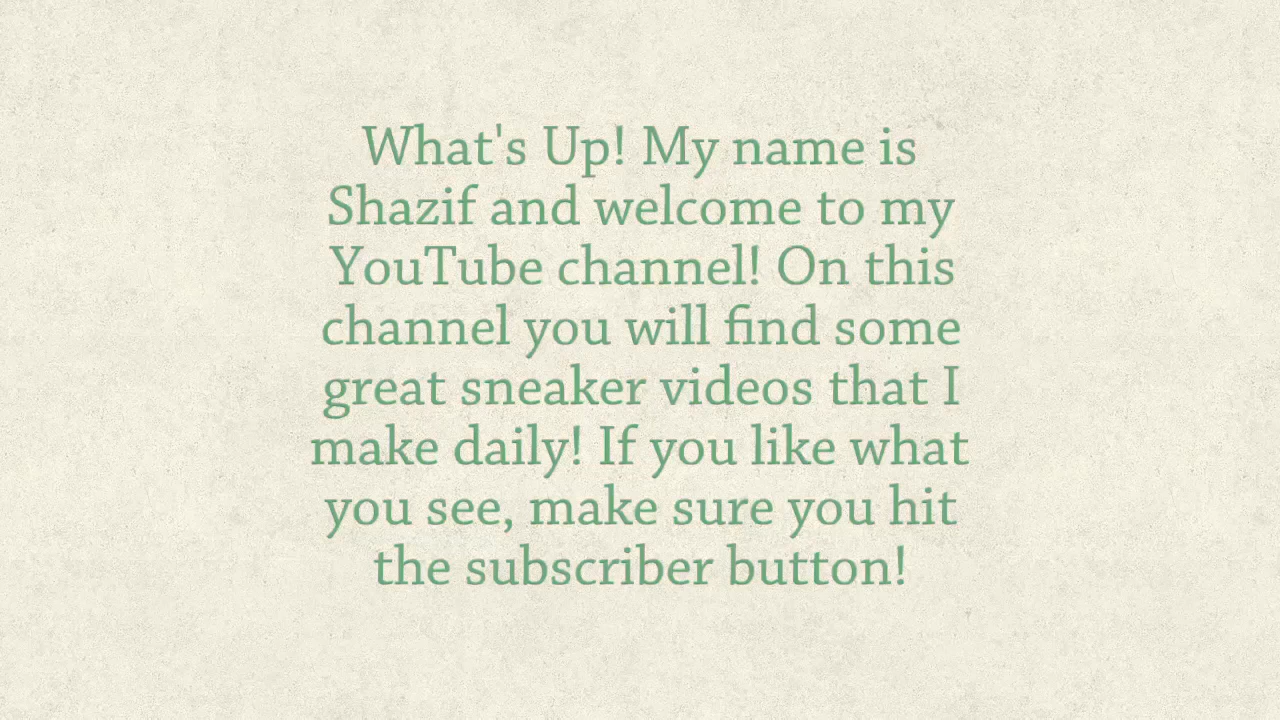 What's Up! My name is
Shazif and welcome to my
YouTube channel! On this
channel you will find some
great sneaker videos that I
make daily! If you like what
you see, make sure you hit
the subscriber button!